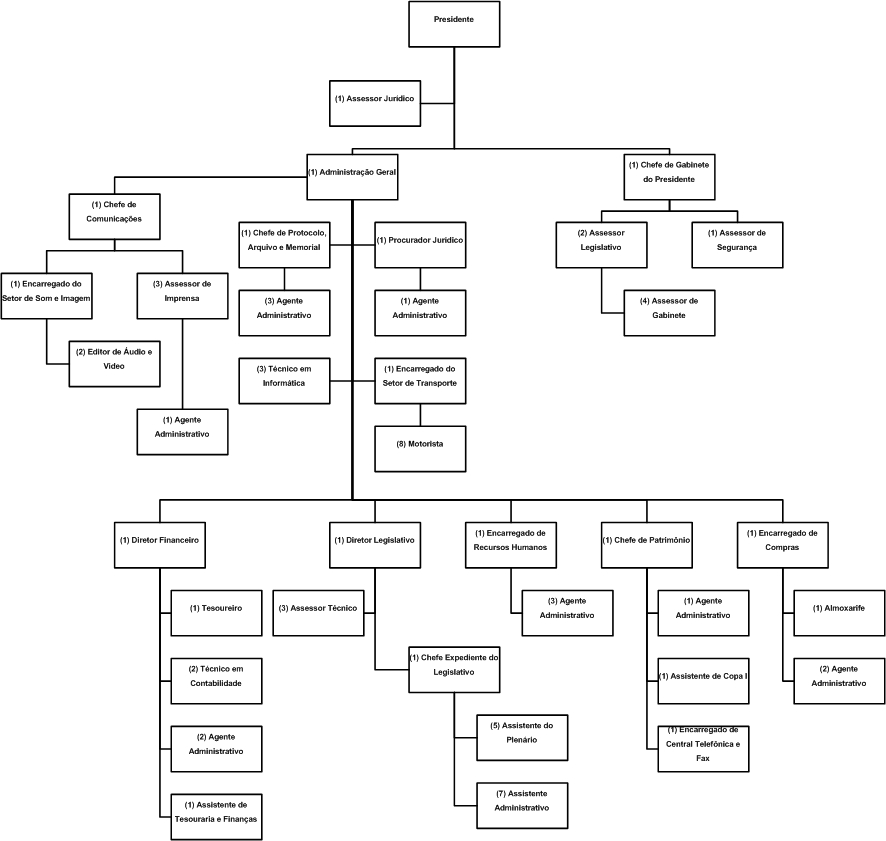 Presidente
(1) Assessor Jurídico
(1) Administração Geral
(1) Chefe de Gabinete
do Presidente
(1) Chefe de
Comunicações
(1) Chefe de Protocolo,
Arquivo e Memorial
(1) Procurador Jurídico
(2) Assessor
Legislativo
(1) Assessor de
Segurança
(1) Encarregado do
Setor de Som e Imagem
(3) Assessor de
Imprensa
(3) Agente
Administrativo
(1) Agente
Administrativo
(4) Assessor de
Gabinete
(2) Editor de Áudio e
Video
(3) Técnico em
Informática
(1) Encarregado do
Setor de Transporte
(1) Agente
Administrativo
(8) Motorista
(1) Diretor Financeiro
(1) Diretor Legislativo
(1) Encarregado de
Recursos Humanos
(1) Chefe de Patrimônio
(1) Encarregado de
Compras
(1) Tesoureiro
(3) Assessor Técnico
(3) Agente
Administrativo
(1) Agente
Administrativo
(1) Almoxarife
(2) Técnico em
Contabilidade
(1) Chefe Expediente do
Legislativo
(1) Assistente de Copa I
(2) Agente
Administrativo
(2) Agente
Administrativo
(5) Assistente do
Plenário
(1) Encarregado de
Central Telefônica e
Fax
(1) Assistente de
Tesouraria e Finanças
(7) Assistente
Administrativo